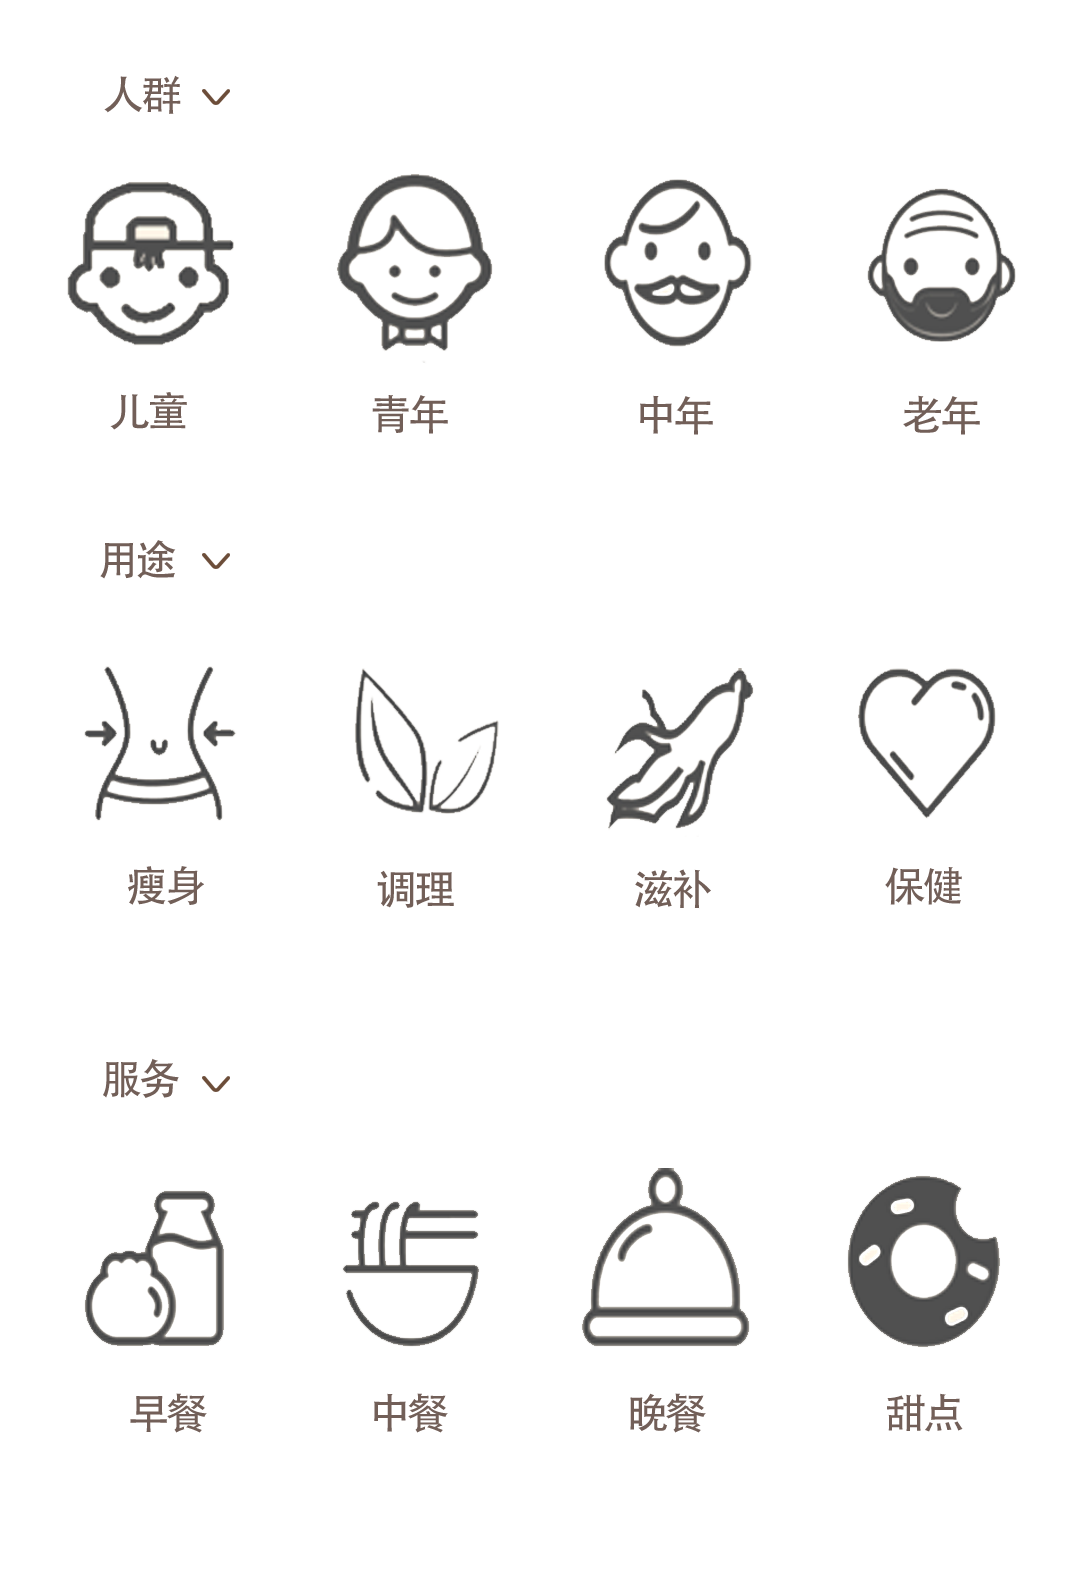 人群
儿童 青年 中年 老年
用途
瘦身 调理 滋补 保健
服务
早餐 中餐 晚餐 甜点